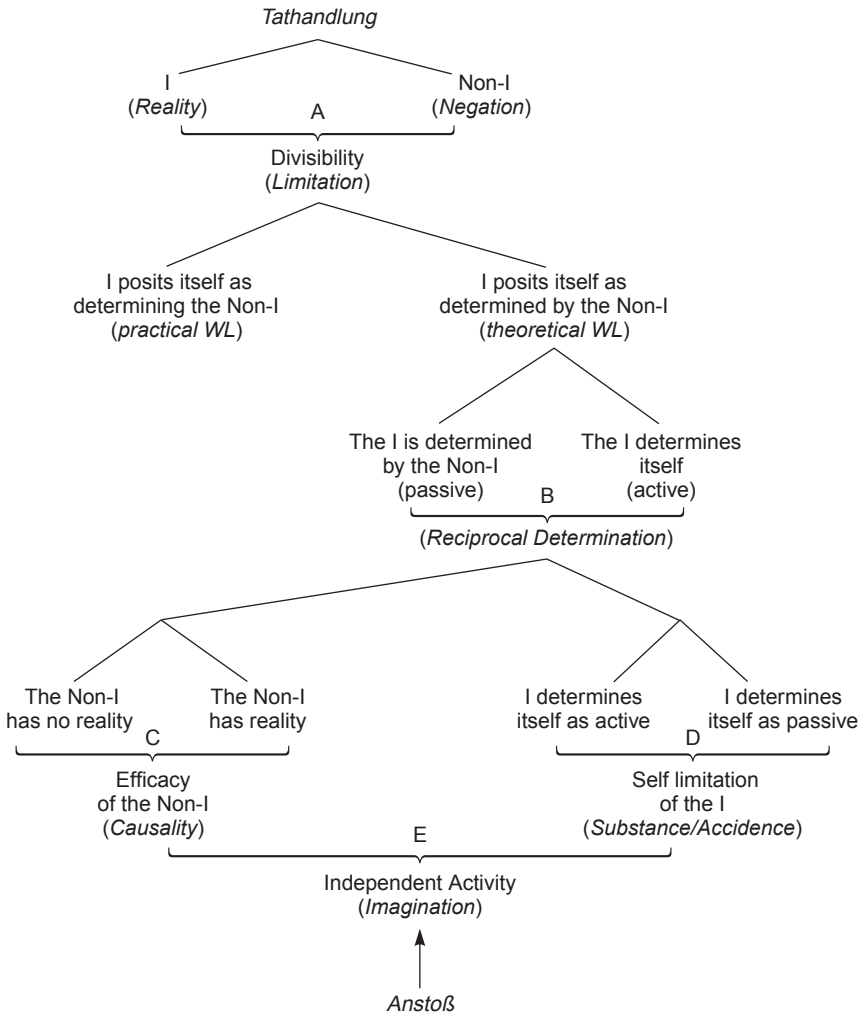 Tathandlung
I
(Reality)
Non-I
(Negation)
A
Divisibility
(Limitation)
I posits itself as
determining the Non-I
(practical WL)
I posits itself as
determined by the Non-I
(theoretical WL)
The I is determined
by the Non-I
(passive)
The I determines
itself
(active)
B
(Reciprocal Determination)
The Non-I
has no reality
The Non-I
has reality
I determines
itself as active
I determines
itself as passive
C
Efficacy
of the Non-I
(Causality)
D
Self limitation
of the I
(Substance/Accidence)
E
Independent Activity
(Imagination)
Anstoß